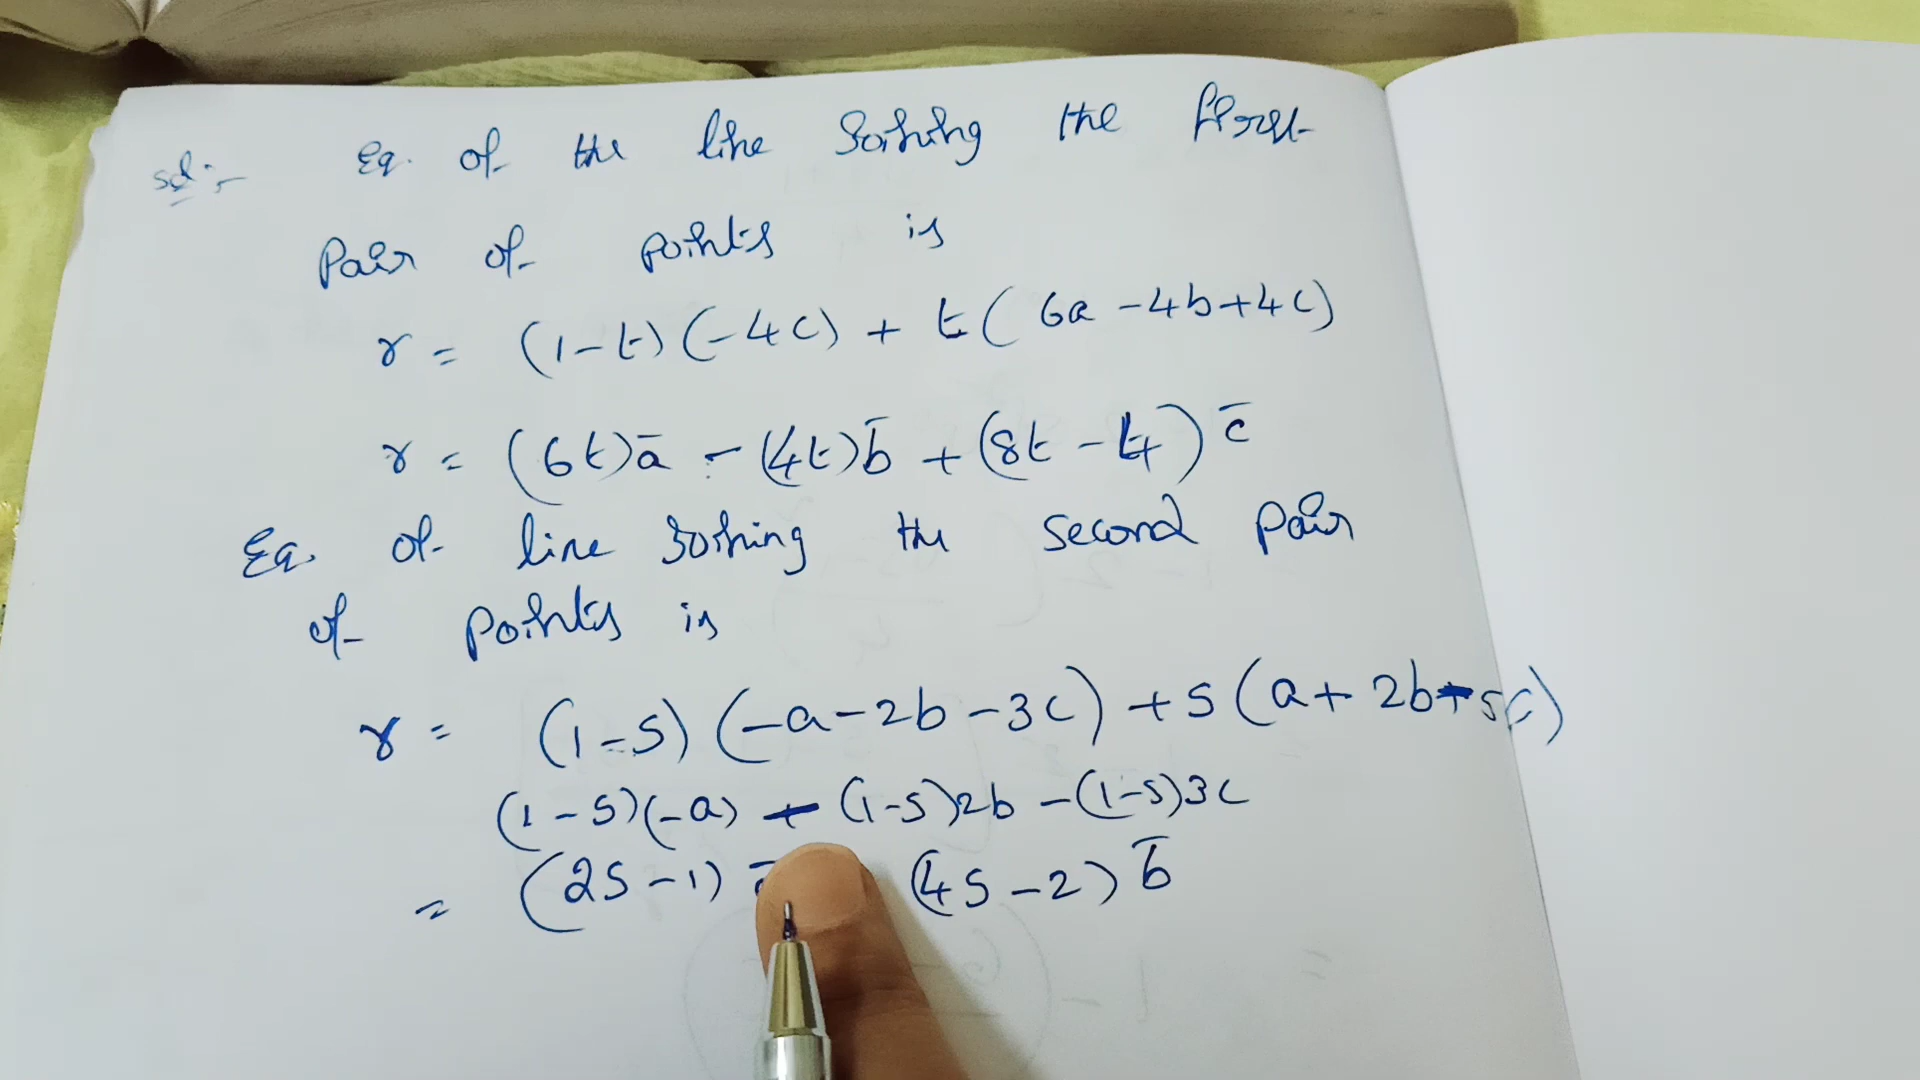 Sol:-
Eq. of the line Joining the first
Pair of points is
r = (1-t)(-4c) + t(6a -4b+4c)
r = (6t)a̅ - (4t)b̅ + (8t-4)c̅
Eq. of line Joining the second pair
of points is
r = (1-s)(-a-2b-3c) + s(a+2b-5c)
(1-s)(-a) - (1-s)2b -(1-s)3c
= (2s-1) (4s-2)b̅